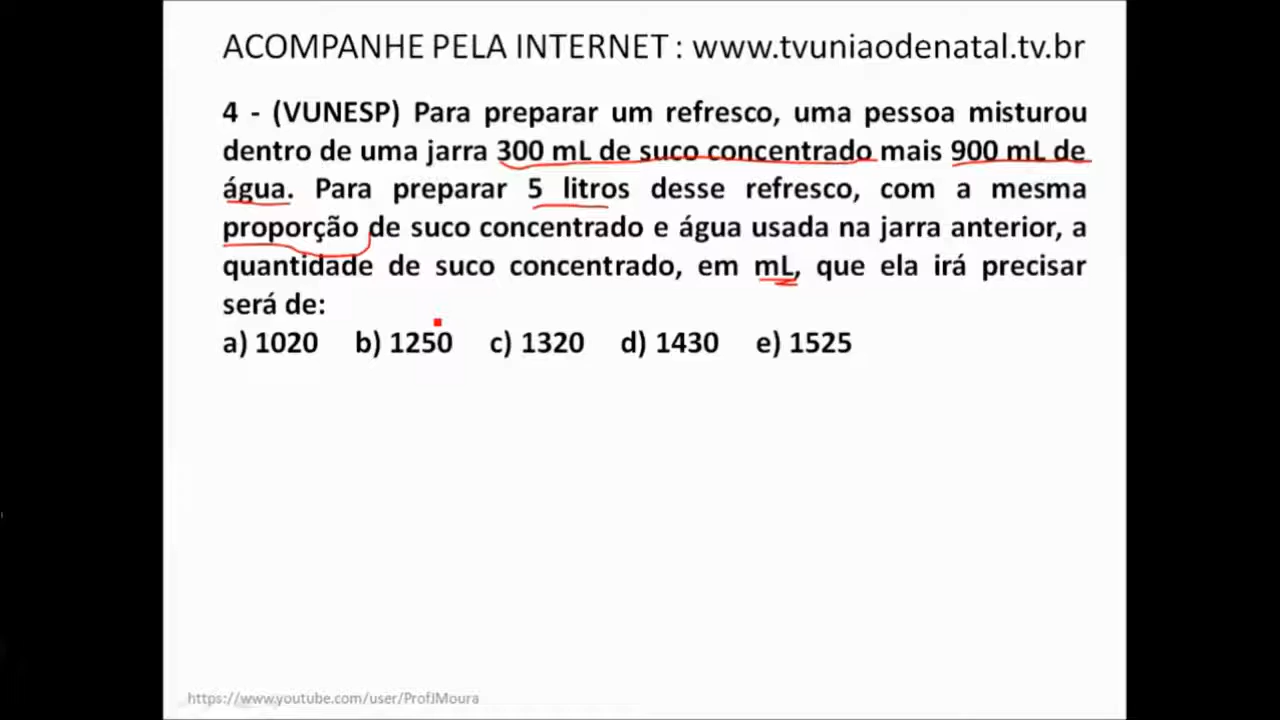 ACOMPANHE PELA INTERNET : www.tvuniaodenatal.tv.br
4 - (VUNESP) Para preparar um refresco, uma pessoa misturou
dentro de uma jarra 300 mL de suco concentrado mais 900 mL de
água. Para preparar 5 litros desse refresco, com a mesma
proporção de suco concentrado e água usada na jarra anterior, a
quantidade de suco concentrado, em mL, que ela irá precisar
será de:
a) 1020 b) 1250 c) 1320 d) 1430 e) 1525
https://www.youtube.com/user/ProfJMoura